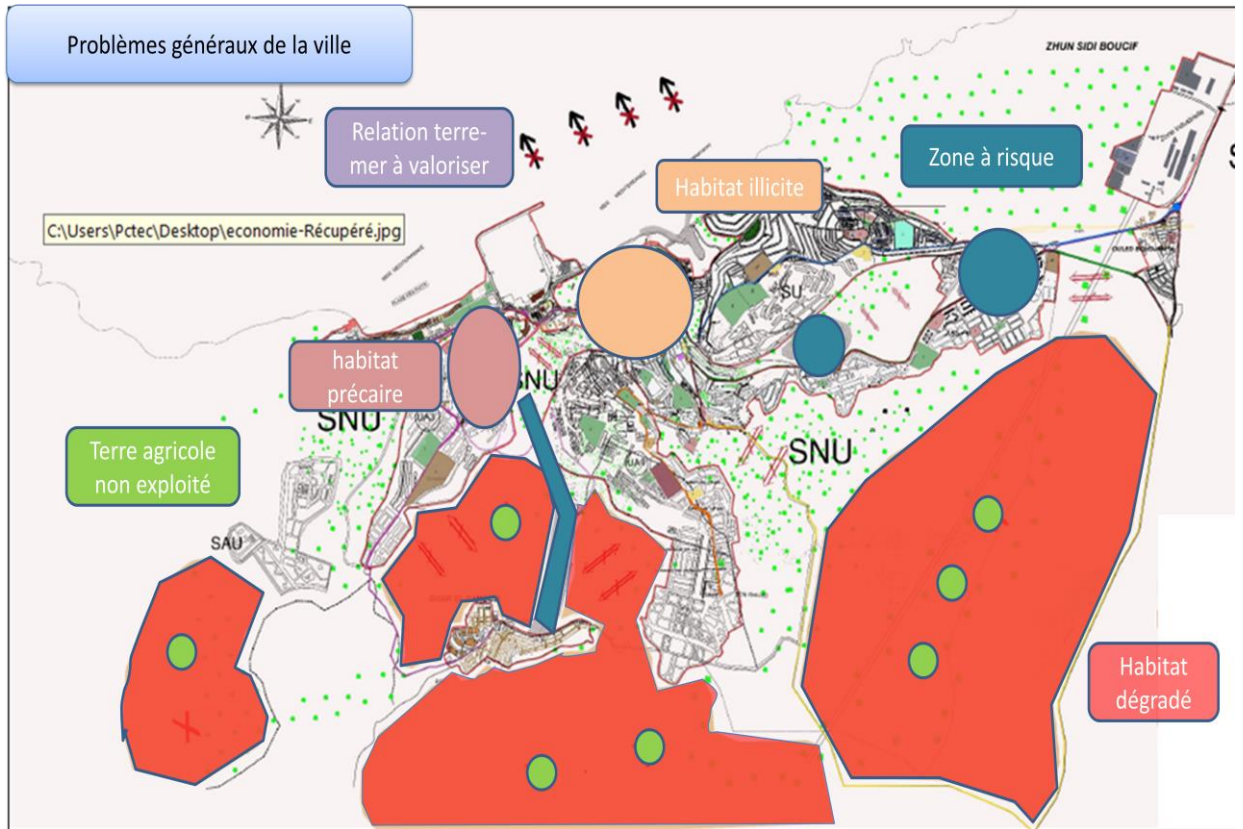 Problèmes généraux de la ville
ZHUN SIDI BOUCIF
Relation terre-
mer à valoriser
Zone à risque
Habitat illicite
C:\Users\Pctec\Desktop\economie-Récupéré.jpg
SU
habitat
précaire
SNU
SNU
SNU
Terre agricole
non exploité
SAU
Habitat
dégradé